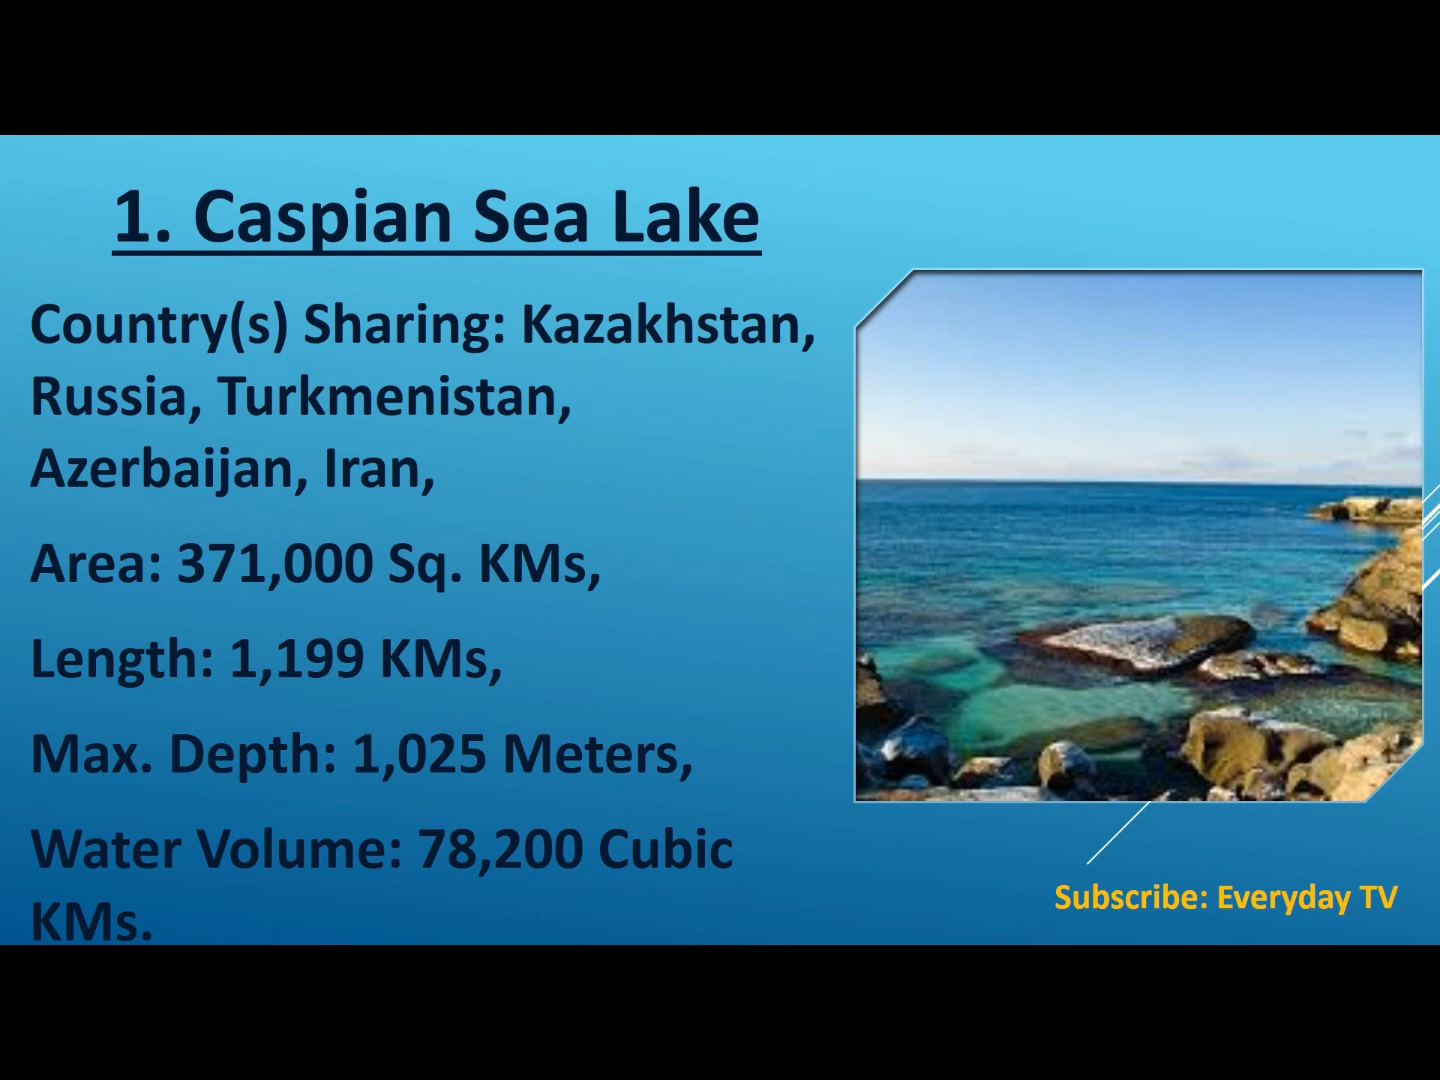 1. Caspian Sea Lake
Country(s) Sharing: Kazakhstan,
Russia, Turkmenistan,
Azerbaijan, Iran,
Area: 371,000 Sq. KMs,
Length: 1,199 KMs,
Max. Depth: 1,025 Meters,
Water Volume: 78,200 Cubic
KMs.
Subscribe: Everyday TV